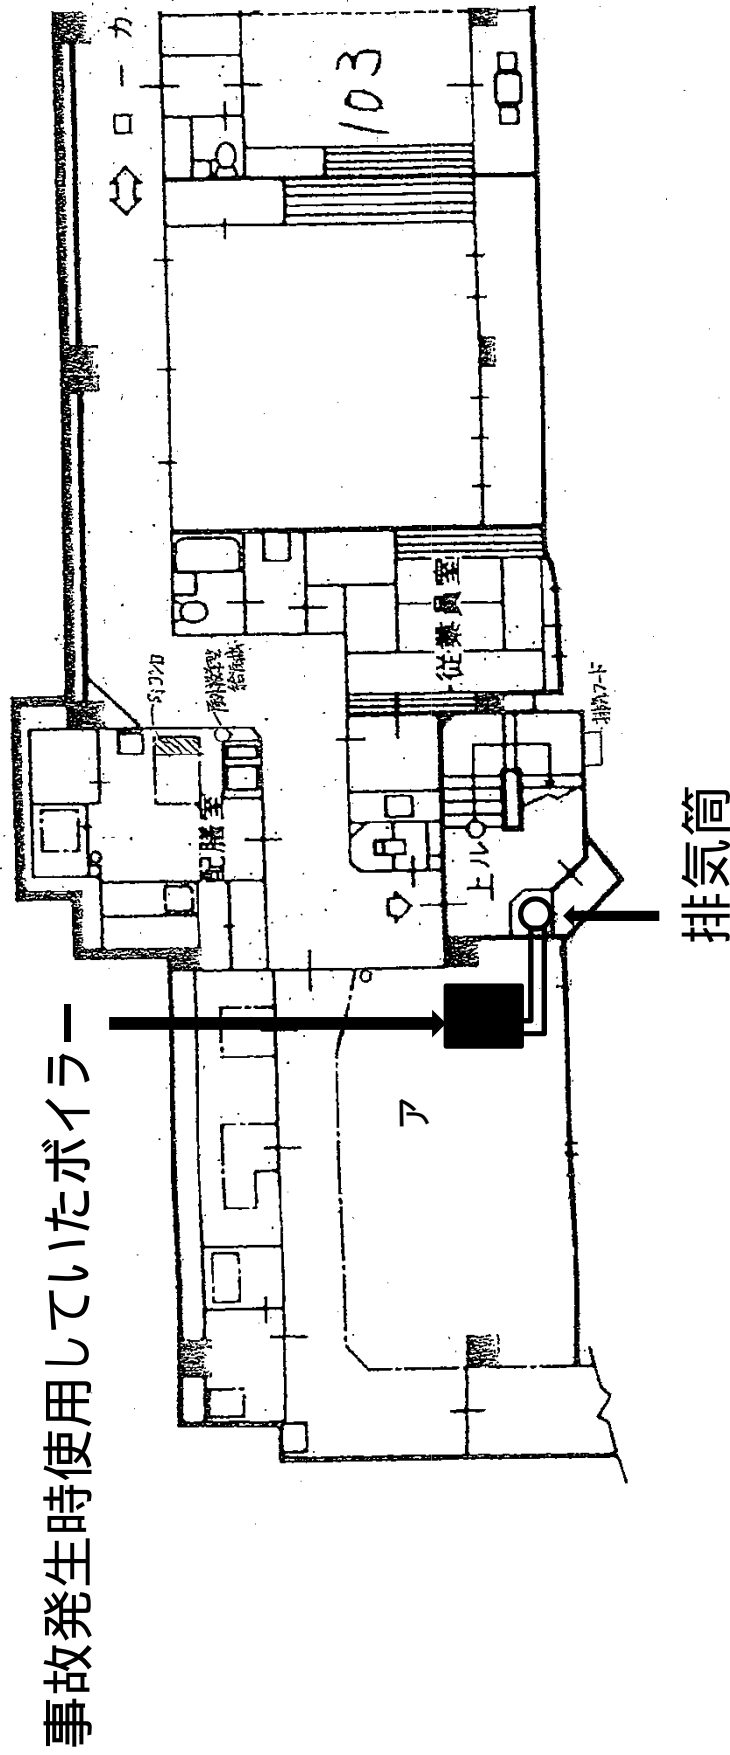 事故発生時使用していたボイラー
排気筒
ロ ー カ
103
従業員室
配膳室
上ル
ア
ガスコンロ
排気フード